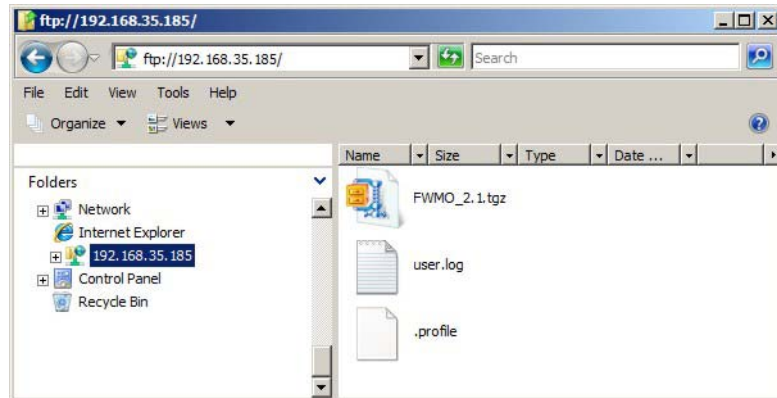 ftp://192.168.35.185/
ftp://192.168.35.185/
Search
File Edit View Tools Help
Organize Views
Name Size Type Date ...
Folders
Network
Internet Explorer
192.168.35.185
Control Panel
Recycle Bin
FWMO_2.1.tgz
user.log
.profile